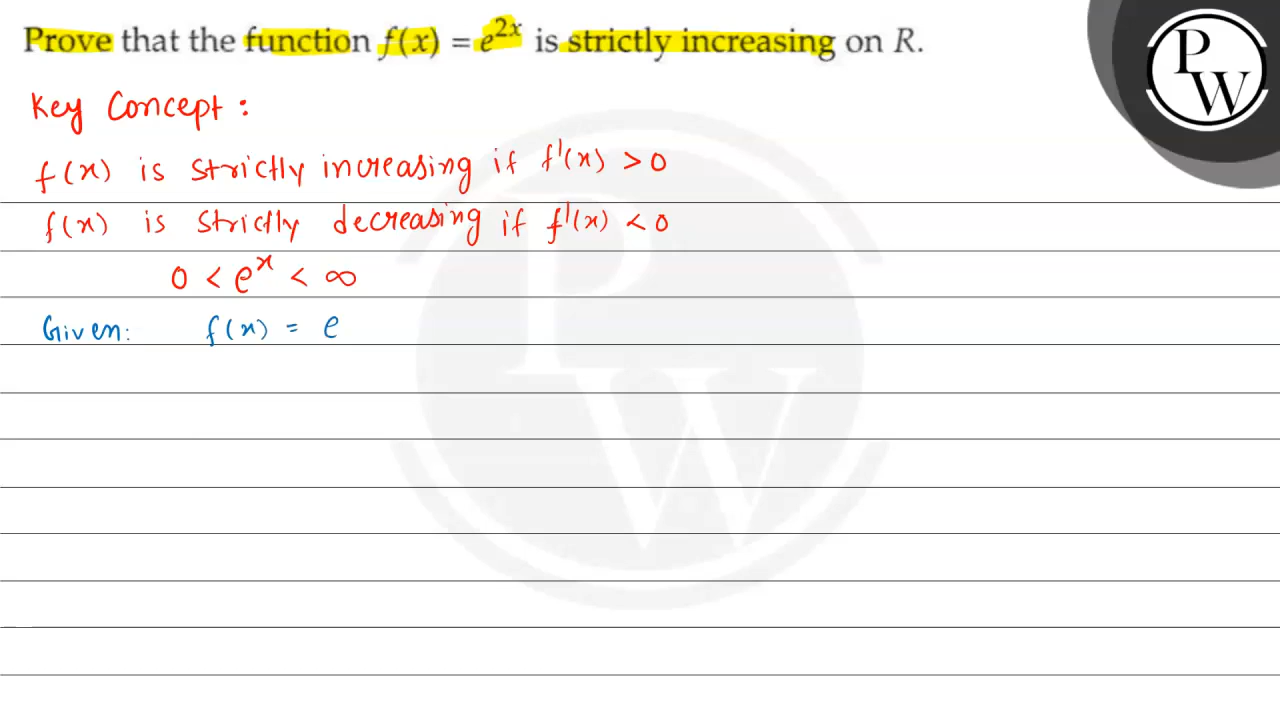 Prove that the function f(x) = e^{2x} is strictly increasing on R.
PW
Key Concept :
f(x) is strictly increasing if f'(x) > 0
f(x) is strictly decreasing if f'(x) < 0
0 < e^x < ∞
Given: f(x) = e
PW